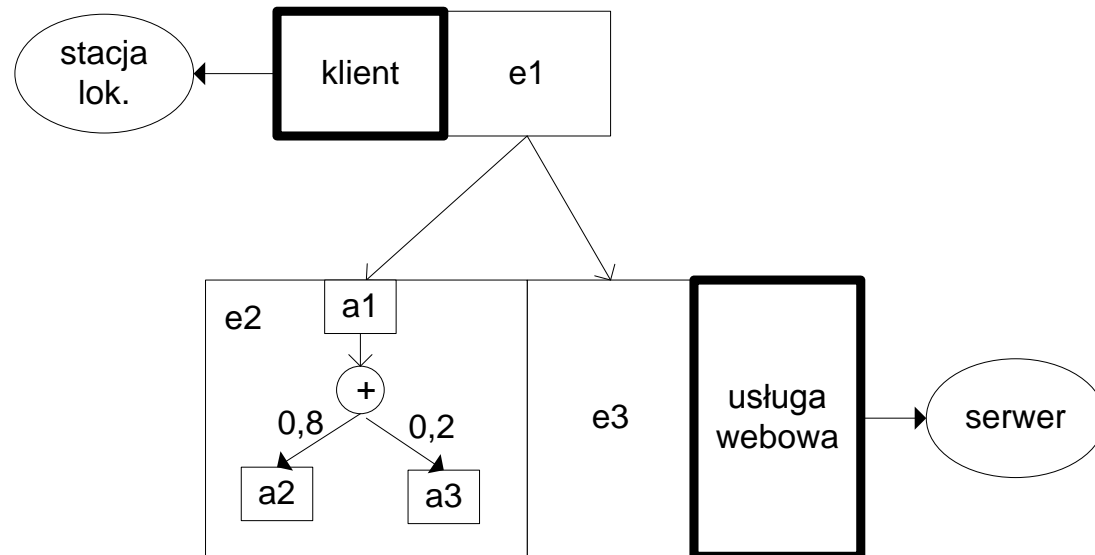 stacja
lok.
klient
e1
a1
e2
+
0,8
0,2
a2
a3
e3
usługa
webowa
serwer